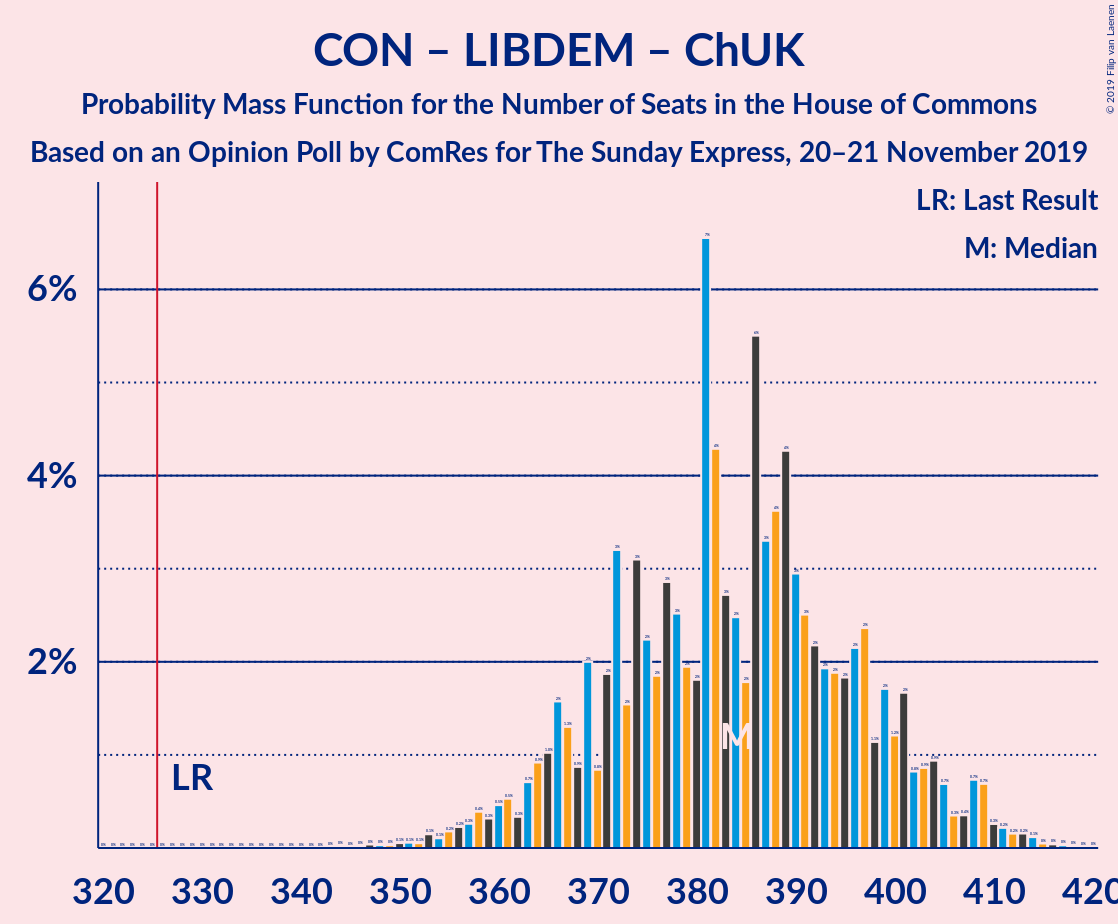 CON – LIBDEM – ChUK
Probability Mass Function for the Number of Seats in the House of Commons
Based on an Opinion Poll by ComRes for The Sunday Express, 20–21 November 2019
© 2019 Filip van Laenen
LR: Last Result
M: Median
6%
4%
2%
LR
M
320 330 340 350 360 370 380 390 400 410 420